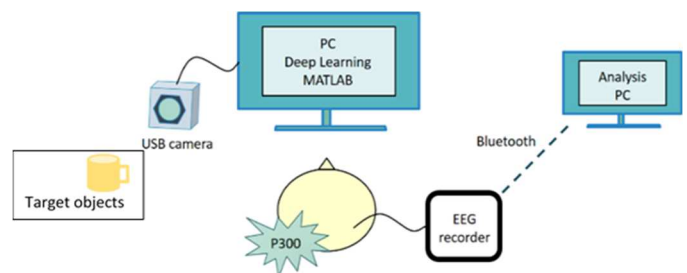 PC
Deep Learning
MATLAB
Analysis
PC
USB camera
Bluetooth
Target objects
P300
EEG
recorder